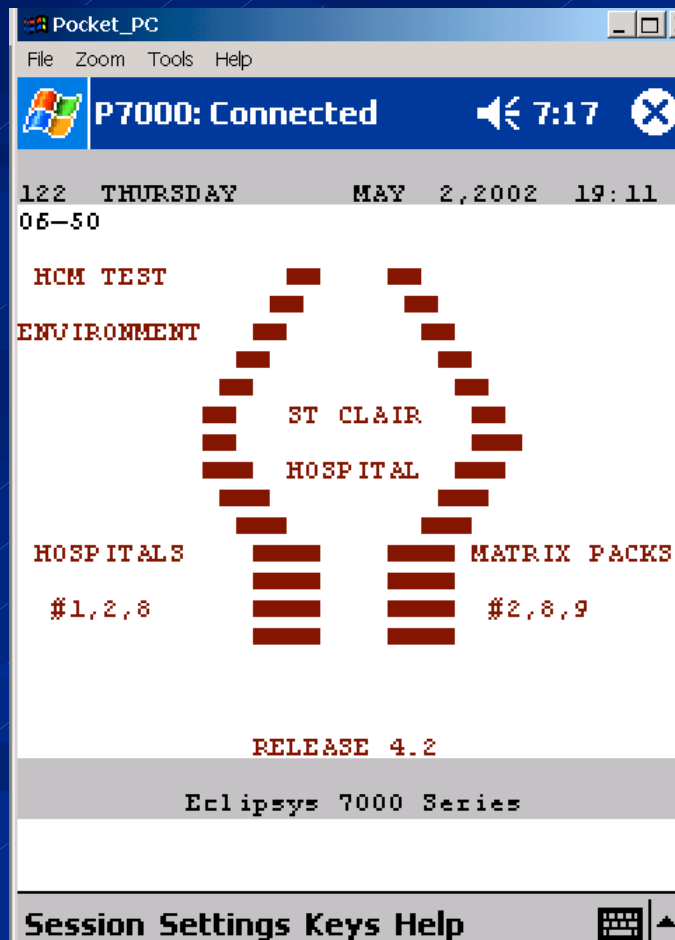 Pocket_PC
File Zoom Tools Help
P7000: Connected 7:17
122 THURSDAY MAY 2,2002 19:11
06-50
HCM TEST
ENVIRONMENT
ST CLAIR
HOSPITAL
HOSPITALS MATRIX PACKS
#1,2,8 #2,8,9
RELEASE 4.2
Eclipsys 7000 Series
Session Settings Keys Help